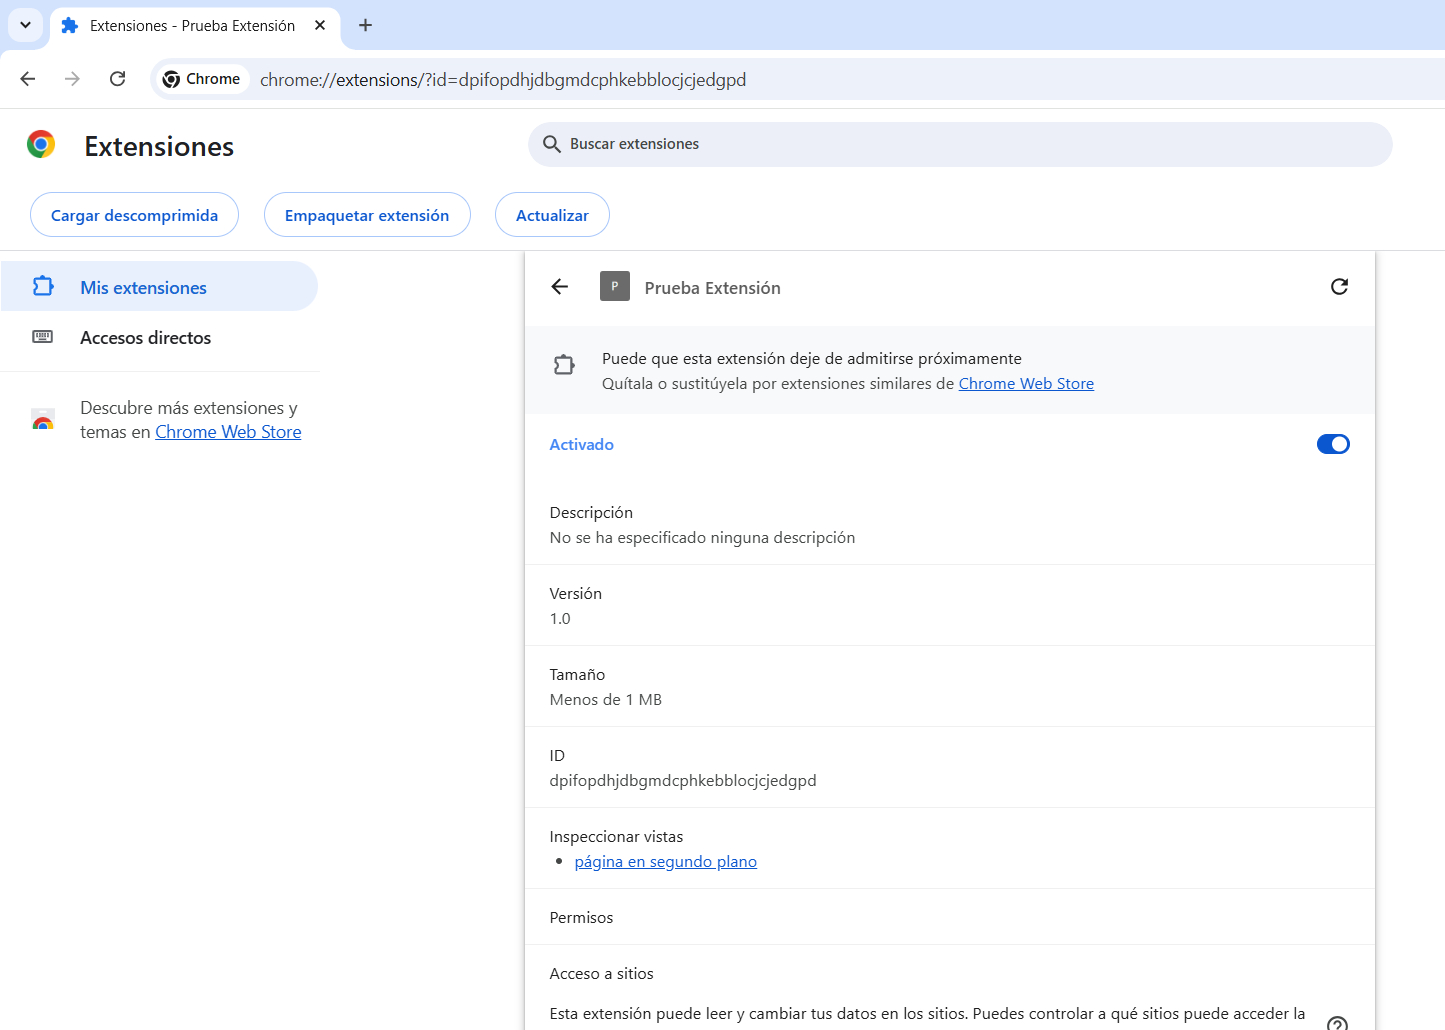 Extensiones - Prueba Extensión
Chrome
chrome://extensions/?id=dpifopdhjdbgmdcphkebblocjcjedgpd
Extensiones
Buscar extensiones
Cargar descomprimida
Empaquetar extensión
Actualizar
Mis extensiones
Accesos directos
Descubre más extensiones y
temas en Chrome Web Store
P
Prueba Extensión
Puede que esta extensión deje de admitirse próximamente
Quítala o sustitúyela por extensiones similares de Chrome Web Store
Activado
Descripción
No se ha especificado ninguna descripción
Versión
1.0
Tamaño
Menos de 1 MB
ID
dpifopdhjdbgmdcphkebblocjcjedgpd
Inspeccionar vistas
• página en segundo plano
Permisos
Acceso a sitios
Esta extensión puede leer y cambiar tus datos en los sitios. Puedes controlar a qué sitios puede acceder la